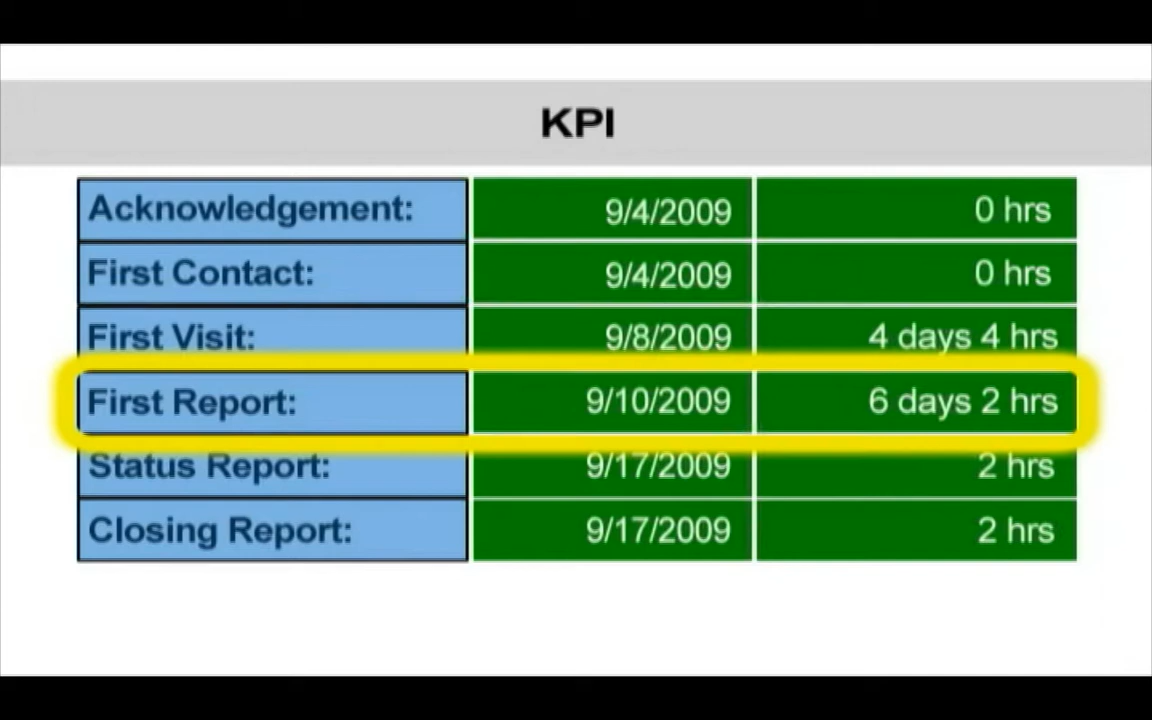 KPI
Acknowledgement: 9/4/2009 0 hrs
First Contact: 9/4/2009 0 hrs
First Visit: 9/8/2009 4 days 4 hrs
First Report: 9/10/2009 6 days 2 hrs
Status Report: 9/17/2009 2 hrs
Closing Report: 9/17/2009 2 hrs